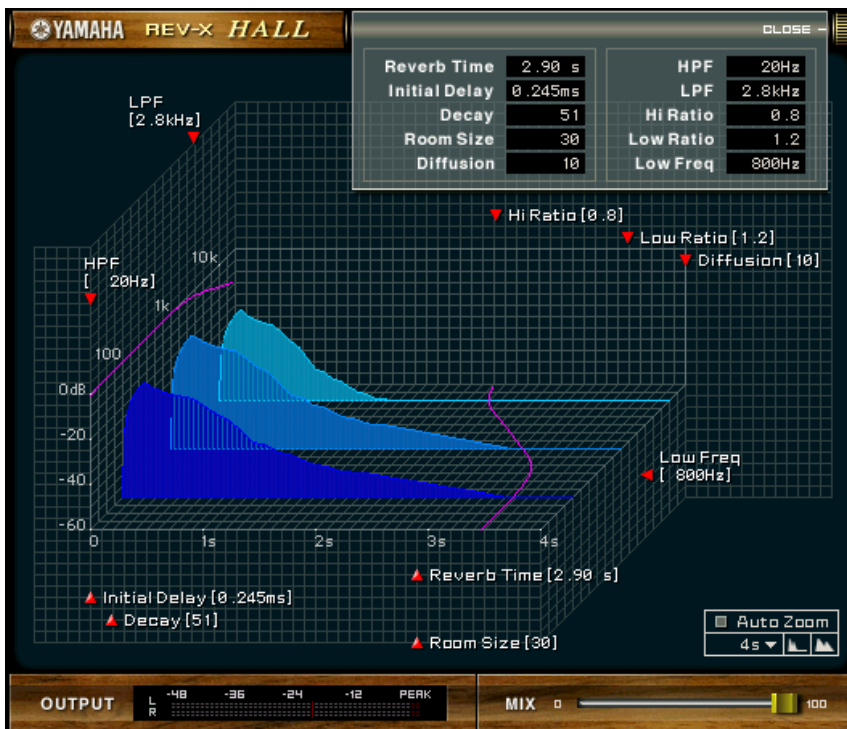 YAMAHA REV-X HALL
CLOSE -
Reverb Time 2.90 s
Initial Delay 0.245ms
Decay 51
Room Size 30
Diffusion 10
HPF 20Hz
LPF 2.8kHz
Hi Ratio 0.8
Low Ratio 1.2
Low Freq 800Hz
LPF
[2.8kHz]
Hi Ratio [0.8]
Low Ratio [1.2]
Diffusion [10]
HPF
[ 20Hz]
10k
1k
100
0dB
-20
-40
-60
0 1s 2s 3s 4s
Low Freq
[ 800Hz]
Reverb Time [2.90 s]
Initial Delay [0.245ms]
Decay [51]
Room Size [30]
Auto Zoom
4s
OUTPUT
L
R
-48 -36 -24 -12 PEAK
MIX 0 100